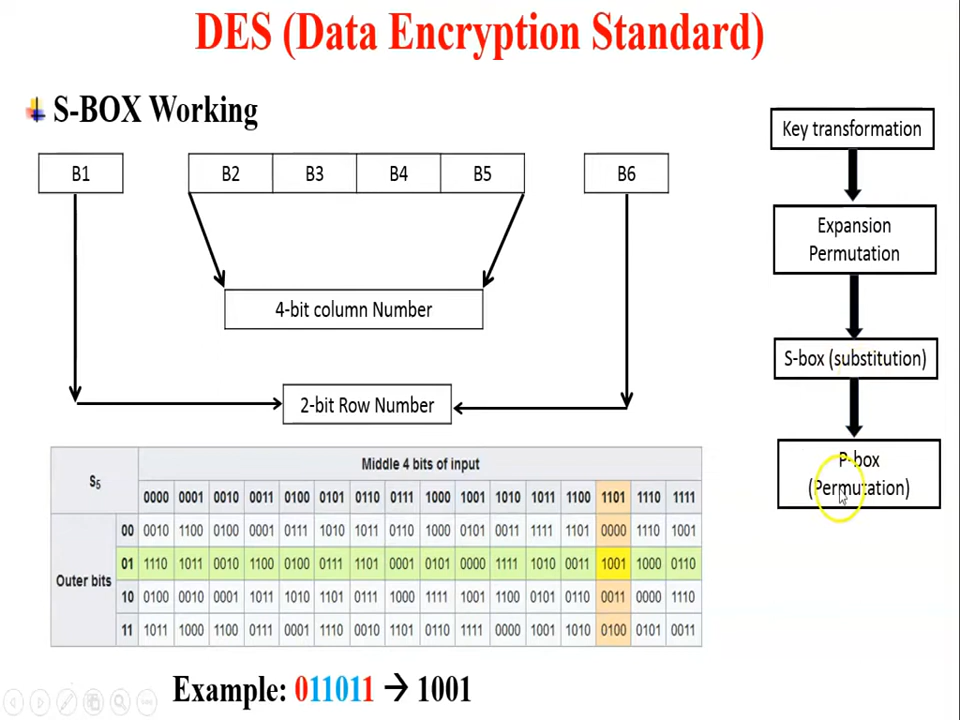 DES (Data Encryption Standard)
S-BOX Working
B1 B2 B3 B4 B5 B6
4-bit column Number
2-bit Row Number
Key transformation
Expansion
Permutation
S-box (substitution)
P-box
(Permutation)
S5 Middle 4 bits of input
0000 0001 0010 0011 0100 0101 0110 0111 1000 1001 1010 1011 1100 1101 1110 1111
Outer bits
00 0010 1100 0100 0001 0111 1010 1011 0110 1000 0101 0011 1111 1101 0000 1110 1001
01 1110 1011 0010 1100 0100 0111 1101 0001 0101 0000 1111 1010 0011 1001 1000 0110
10 0100 0010 0001 1011 1010 1101 0111 1000 1111 1001 1100 0101 0110 0011 0000 1110
11 1011 1000 1100 0111 0001 1110 0010 1101 0110 1111 0000 1001 1010 0100 0101 0011
Example: 011011 → 1001